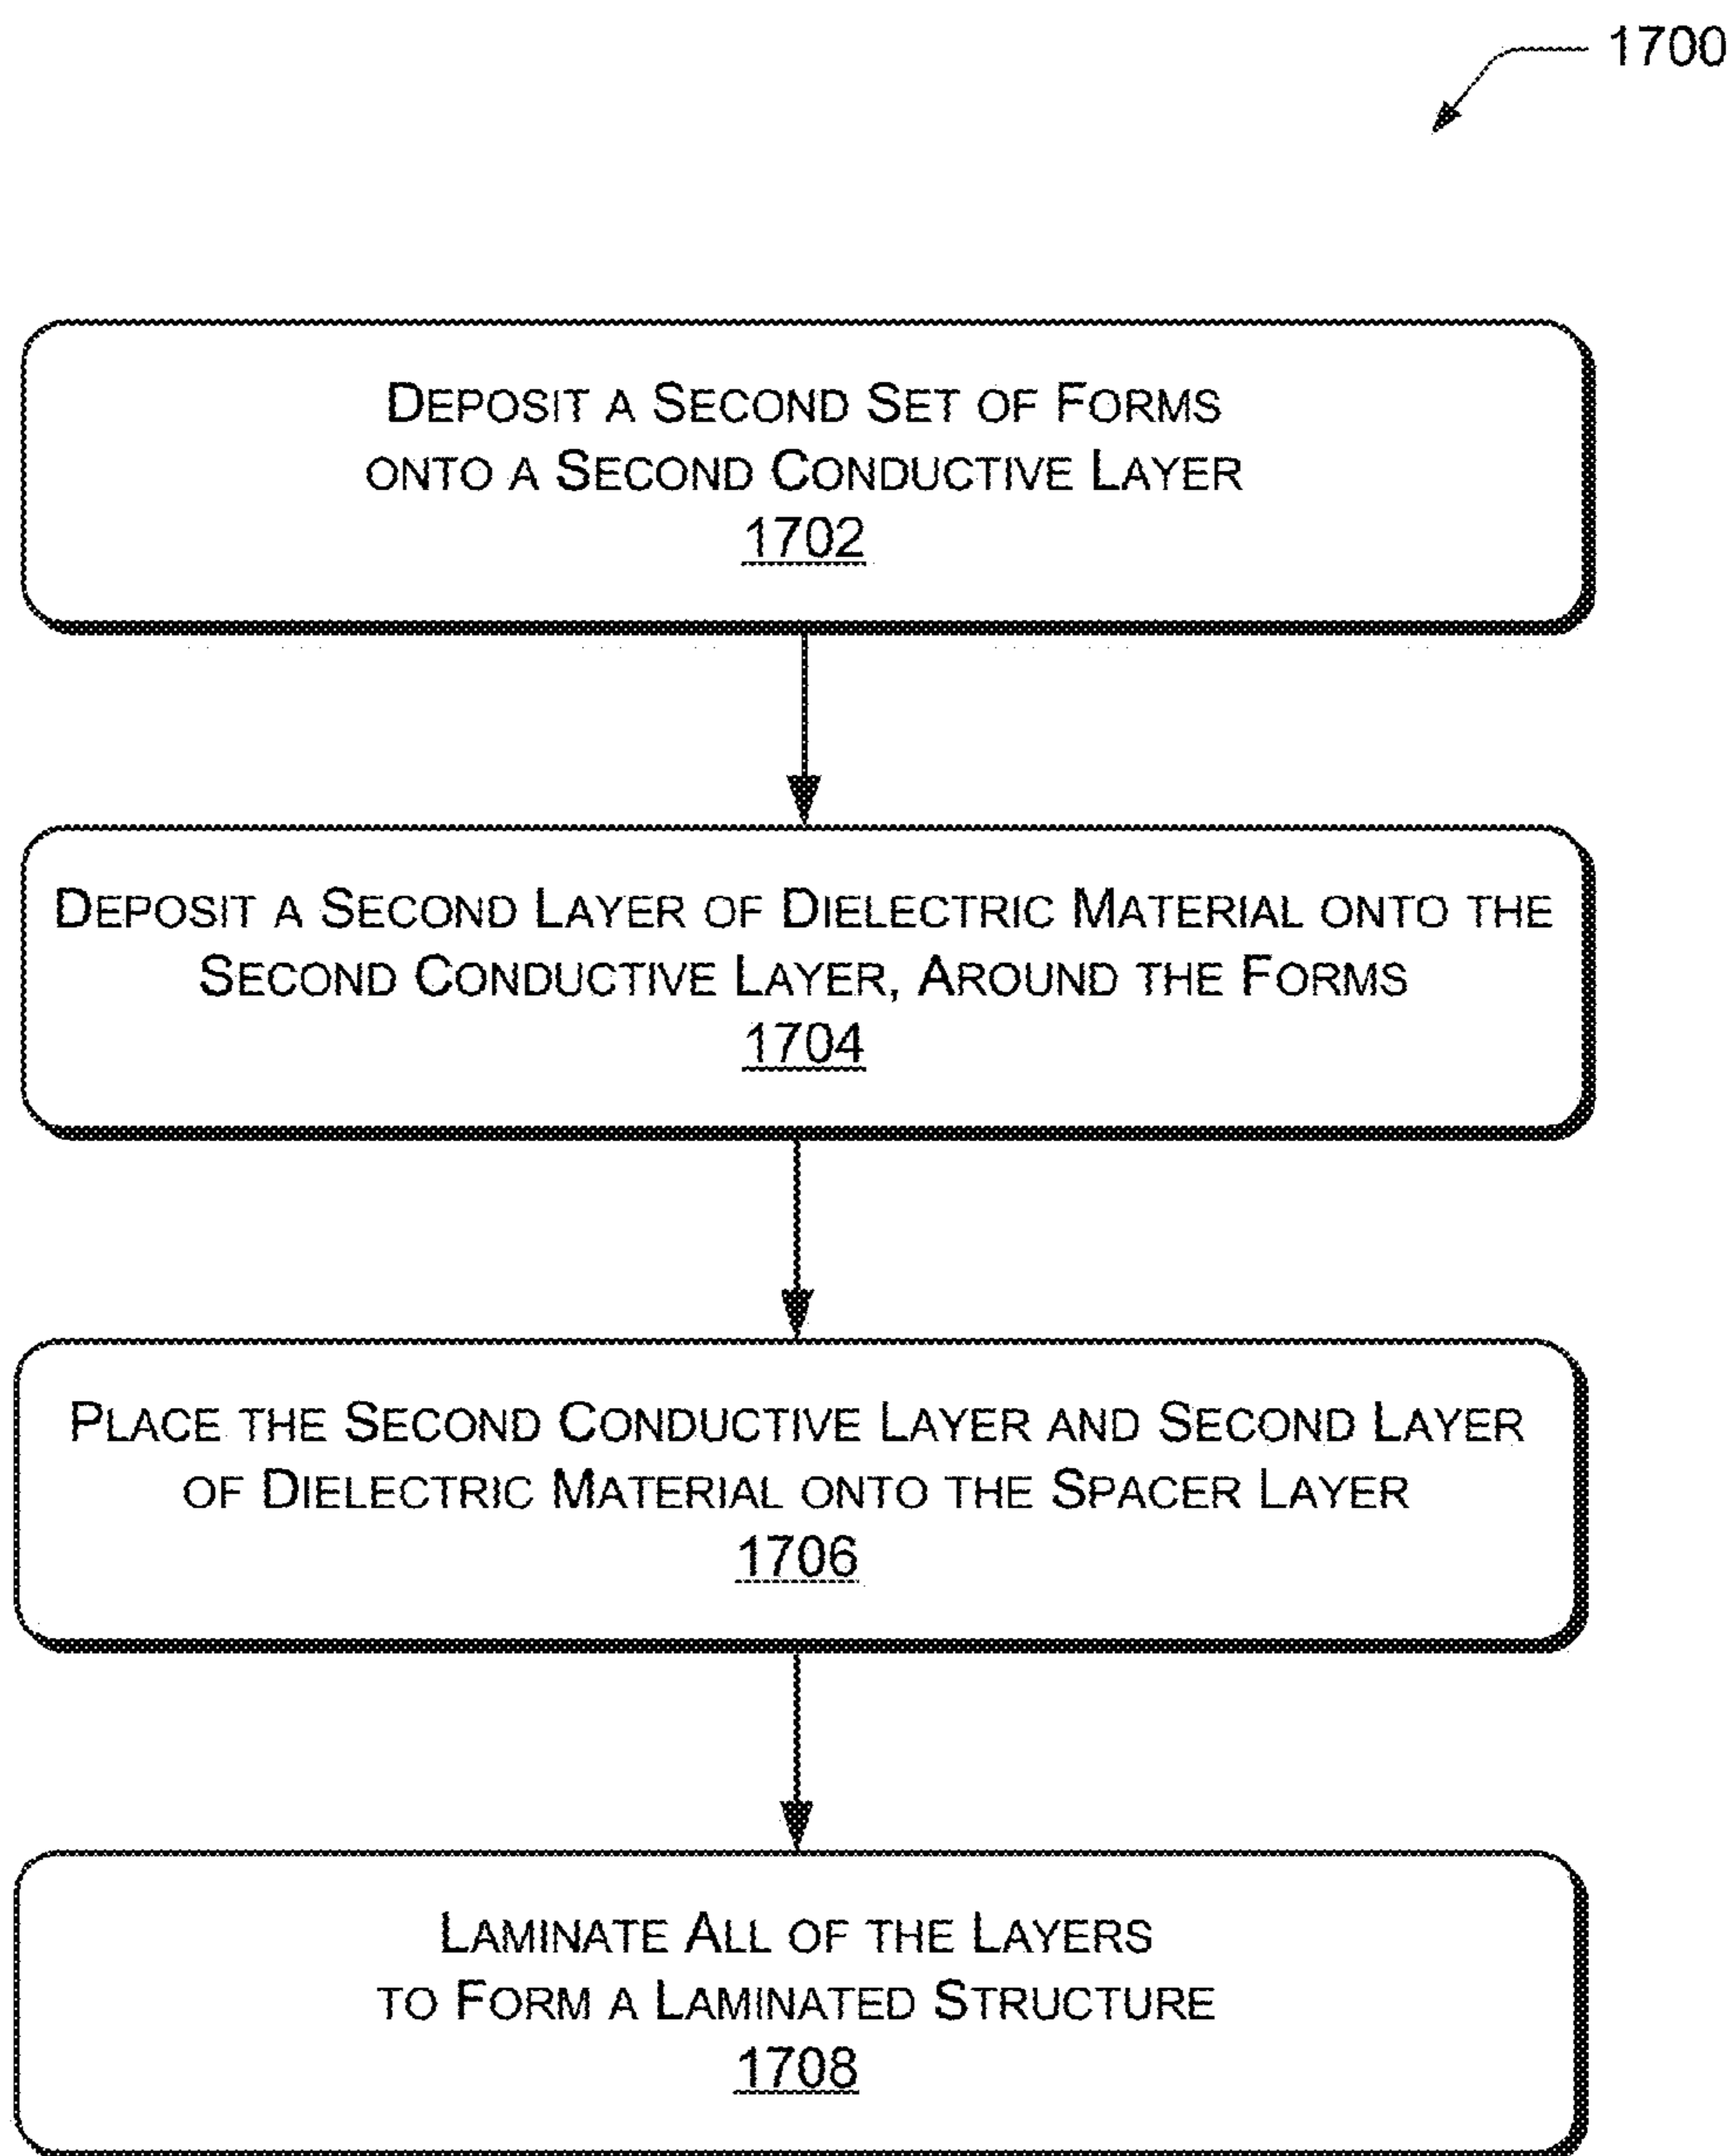 1700
DEPOSIT A SECOND SET OF FORMS
ONTO A SECOND CONDUCTIVE LAYER
1702
DEPOSIT A SECOND LAYER OF DIELECTRIC MATERIAL ONTO THE
SECOND CONDUCTIVE LAYER, AROUND THE FORMS
1704
PLACE THE SECOND CONDUCTIVE LAYER AND SECOND LAYER
OF DIELECTRIC MATERIAL ONTO THE SPACER LAYER
1706
LAMINATE ALL OF THE LAYERS
TO FORM A LAMINATED STRUCTURE
1708